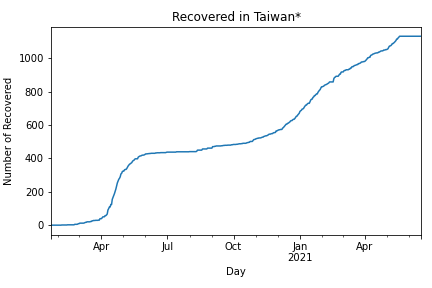 Recovered in Taiwan*
Number of Recovered
1000
800
600
400
200
0
Apr
Jul
Oct
Jan
2021
Apr
Day